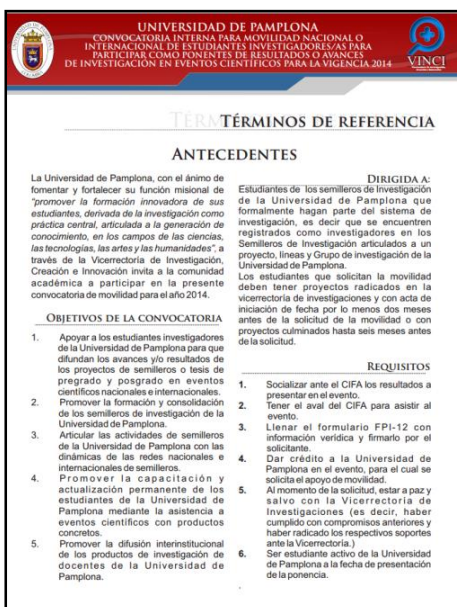 UNIVERSIDAD DE PAMPLONA
CONVOCATORIA INTERNA PARA MOVILIDAD NACIONAL O
INTERNACIONAL DE ESTUDIANTES INVESTIGADORES/AS PARA
PARTICIPAR COMO PONENTES DE RESULTADOS O AVANCES
DE INVESTIGACIÓN EN EVENTOS CIENTÍFICOS PARA LA VIGENCIA 2014
VINCI
TÉRMINOS DE REFERENCIA
ANTECEDENTES
La Universidad de Pamplona, con el ánimo de
fomentar y fortalecer su función misional de
"promover la formación innovadora de sus
estudiantes, derivada de la investigación como
práctica central, articulada a la generación de
conocimiento, en los campos de las ciencias,
las tecnologías, las artes y las humanidades", a
través de la Vicerrectoría de Investigación,
Creación e Innovación invita a la comunidad
académica a participar en la presente
convocatoria de movilidad para el año 2014.
OBJETIVOS DE LA CONVOCATORIA
1. Apoyar a los estudiantes investigadores
de la Universidad de Pamplona para que
difundan los avances y/o resultados de
los proyectos de semilleros o tesis de
pregrado y posgrado en eventos
científicos nacionales e internacionales.
2. Promover la formación y consolidación
de los semilleros de investigación de la
Universidad de Pamplona.
3. Articular las actividades de semilleros
de la Universidad de Pamplona con las
dinámicas de las redes nacionales e
internacionales de semilleros.
4. Promover la capacitación y
actualización permanente de los
estudiantes de la Universidad de
Pamplona mediante la asistencia a
eventos científicos con productos
concretos.
5. Promover la difusión interinstitucional
de los productos de investigación de
docentes de la Universidad de
Pamplona.
DIRIGIDA A:
Estudiantes de los semilleros de Investigación
de la Universidad de Pamplona que
formalmente hagan parte del sistema de
investigación, es decir que se encuentren
registrados como investigadores en los
Semilleros de Investigación articulados a un
proyecto, líneas y Grupo de investigación de la
Universidad de Pamplona.
Los estudiantes que solicitan la movilidad
deben tener proyectos radicados en la
vicerrectoría de investigaciones y con acta de
iniciación de fecha por lo menos dos meses
antes de la solicitud de la movilidad o con
proyectos culminados hasta seis meses antes
de la solicitud.
REQUISITOS
1. Socializar ante el CIFA los resultados a
presentar en el evento.
2. Tener el aval del CIFA para asistir al
evento.
3. Llenar el formulario FPI-12 con
información verídica y firmarlo por el
solicitante.
4. Dar crédito a la Universidad de
Pamplona en el evento, para el cual se
solicita el apoyo de movilidad.
5. Al momento de la solicitud, estar a paz y
salvo con la Vicerrectoría de
Investigaciones (es decir, haber
cumplido con compromisos anteriores y
haber radicado los respectivos soportes
ante la Vicerrectoría.)
6. Ser estudiante activo de la Universidad
de Pamplona a la fecha de presentación
de la ponencia.